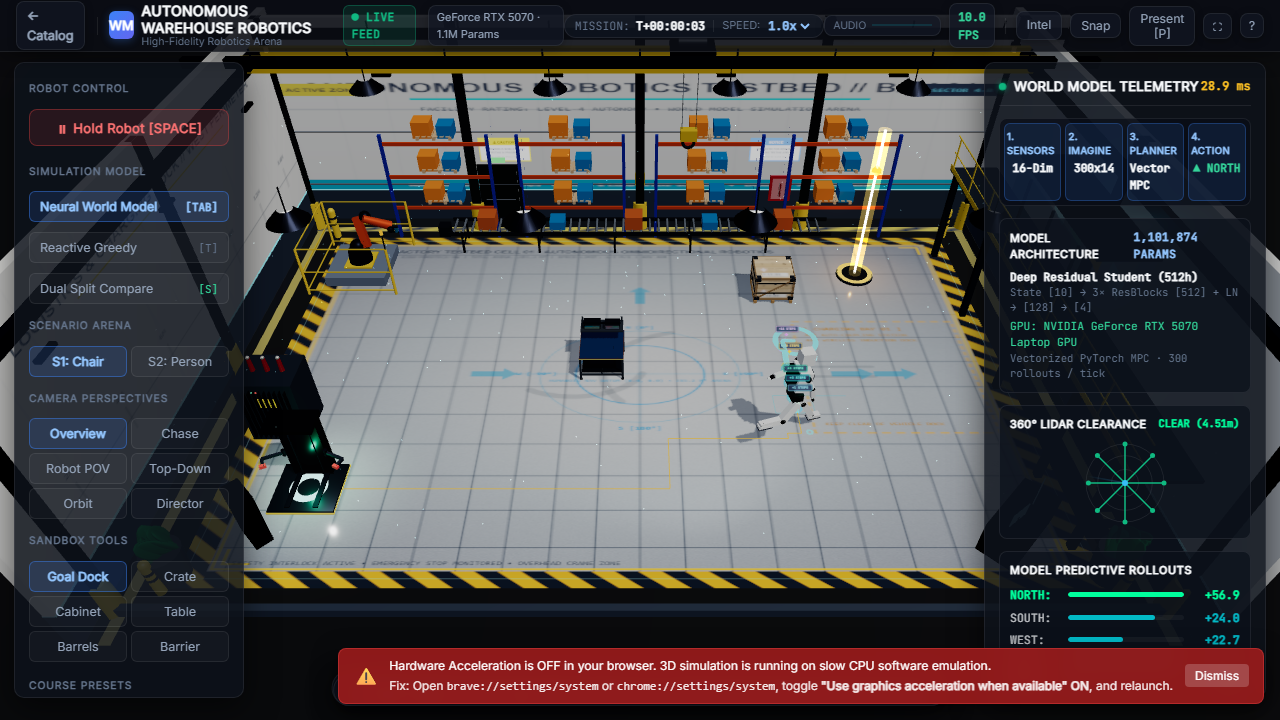 ← Catalog
WM
AUTONOMOUS WAREHOUSE ROBOTICS
High-Fidelity Robotics Arena
● LIVE FEED
GeForce RTX 5070 · 1.1M Params
MISSION: T+00:00:03
SPEED: 1.0x
AUDIO
10.0 FPS
Intel
Snap
Present [P]
?
ROBOT CONTROL
Hold Robot [SPACE]
SIMULATION MODEL
Neural World Model [TAB]
Reactive Greedy [T]
Dual Split Compare [S]
SCENARIO ARENA
S1: Chair
S2: Person
CAMERA PERSPECTIVES
Overview
Chase
Robot POV
Top-Down
Orbit
Director
SANDBOX TOOLS
Goal Dock
Crate
Cabinet
Table
Barrels
Barrier
COURSE PRESETS
NOMOUS ROBOTICS TESTBED // B
WORLD MODEL TELEMETRY 28.9 ms
1. SENSORS
16-Dim
2. IMAGINE
300x14
3. PLANNER
Vector MPC
4. ACTION
▲ NORTH
MODEL ARCHITECTURE
1,101,874 PARAMS
Deep Residual Student (512h)
State [10] → 3× ResBlocks [512] + LN
→ [128] → [4]
GPU: NVIDIA GeForce RTX 5070
Laptop GPU
Vectorized PyTorch MPC · 300
rollouts / tick
360° LIDAR CLEARANCE CLEAR (4.51m)
MODEL PREDICTIVE ROLLOUTS
NORTH: +56.9
SOUTH: +24.0
WEST: +22.7
Hardware Acceleration is OFF in your browser. 3D simulation is running on slow CPU software emulation.
Fix: Open brave://settings/system or chrome://settings/system, toggle "Use graphics acceleration when available" ON, and relaunch.
Dismiss